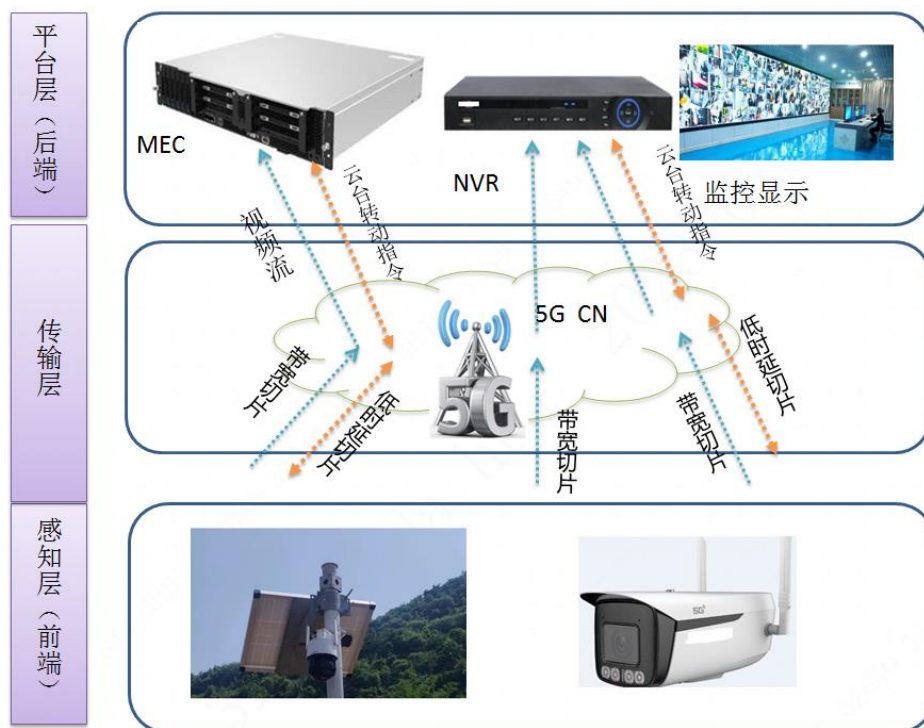 平台层（后端）
MEC
NVR
监控显示
视频流
云台转动指令
云台转动指令
传输层
5G CN
5G
带宽切片
低时延切片
带宽切片
带宽切片
低时延切片
感知层（前端）
5G